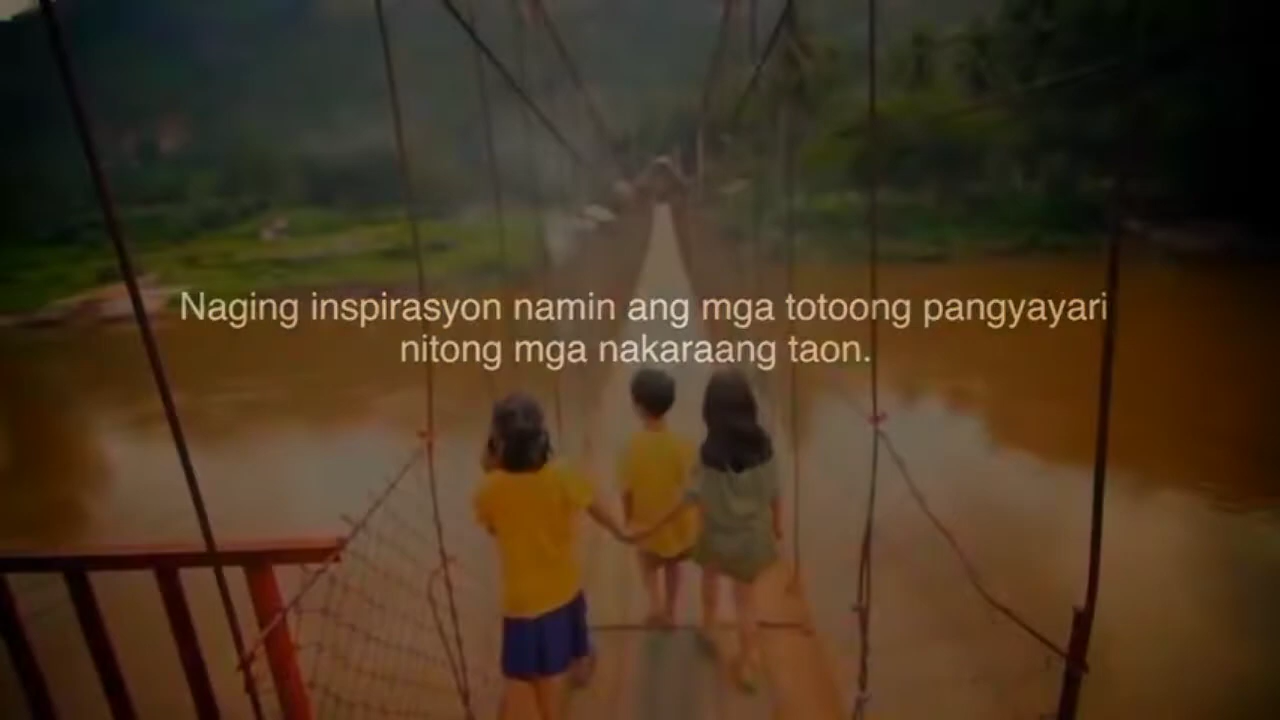 Naging inspirasyon namin ang mga totoong pangyayari
nitong mga nakaraang taon.